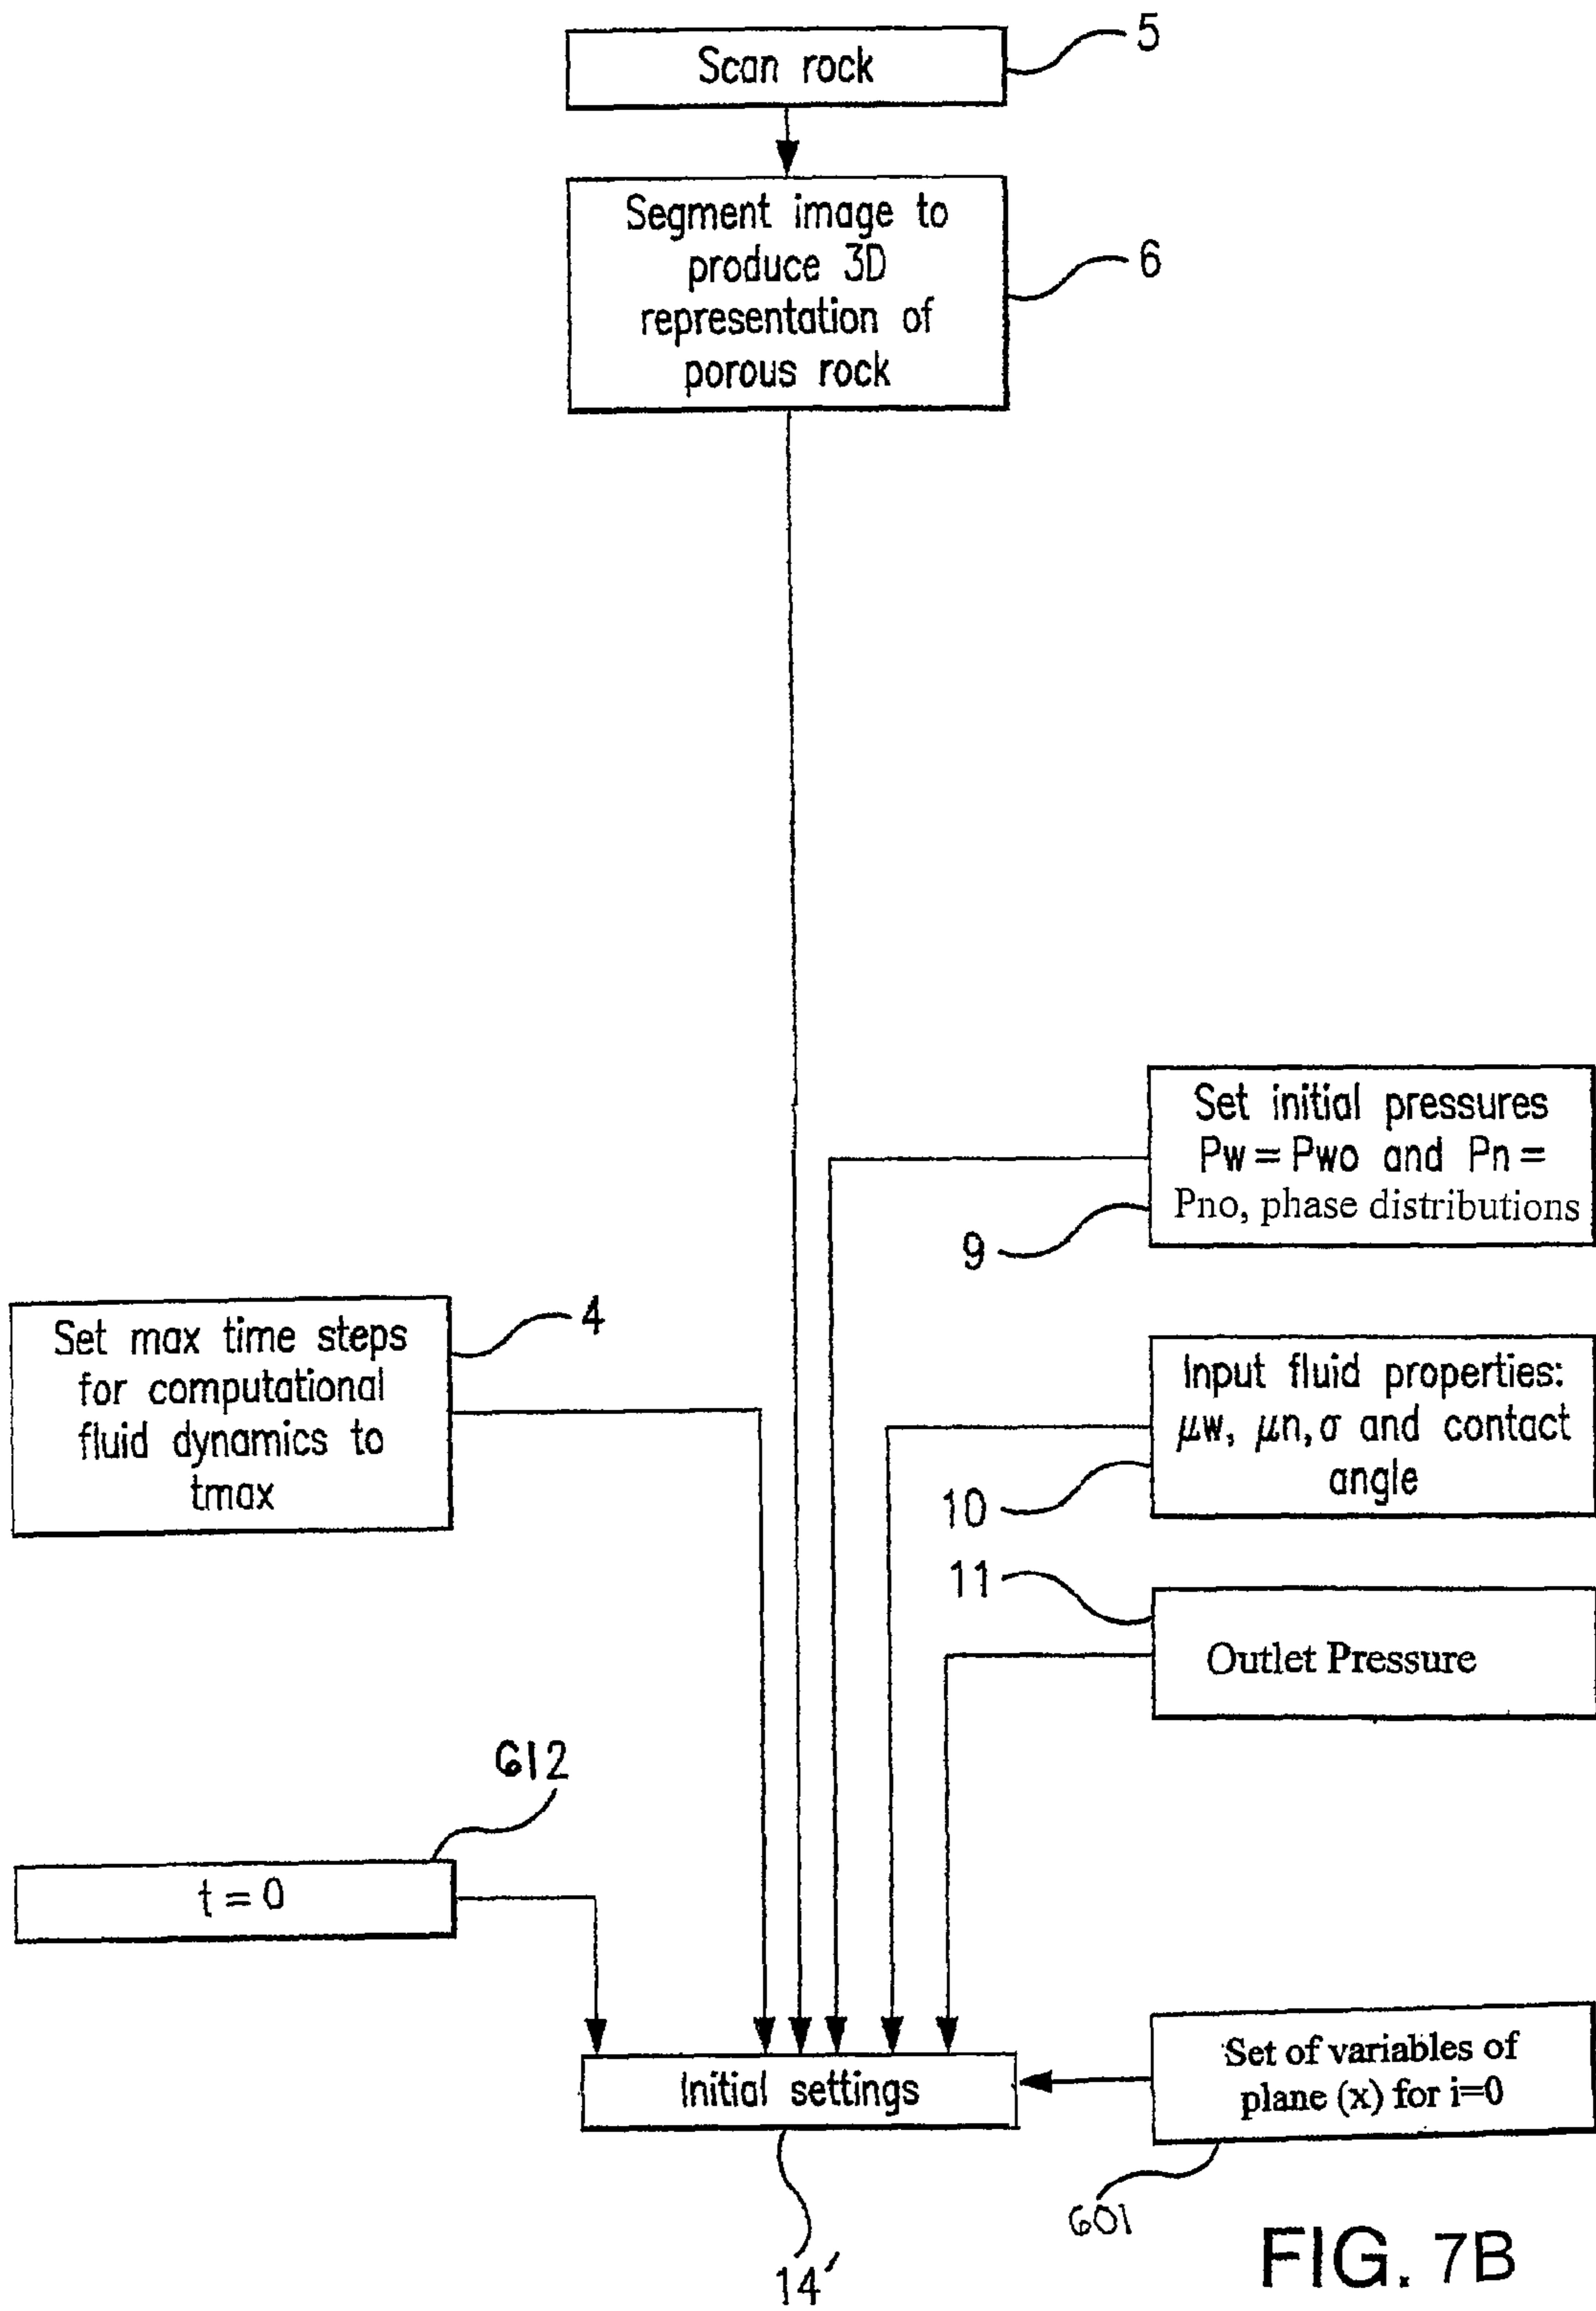 Scan rock
5
Segment image to
produce 3D
representation of
porous rock
6
Set initial pressures
Pw = Pwo and Pn =
Pno, phase distributions
9
Set max time steps
for computational
fluid dynamics to
tmax
4
Input fluid properties:
μw, μn, σ and contact
angle
10
11
Outlet Pressure
612
t = 0
Initial settings
14′
Set of variables of
plane (x) for i=0
601
FIG. 7B